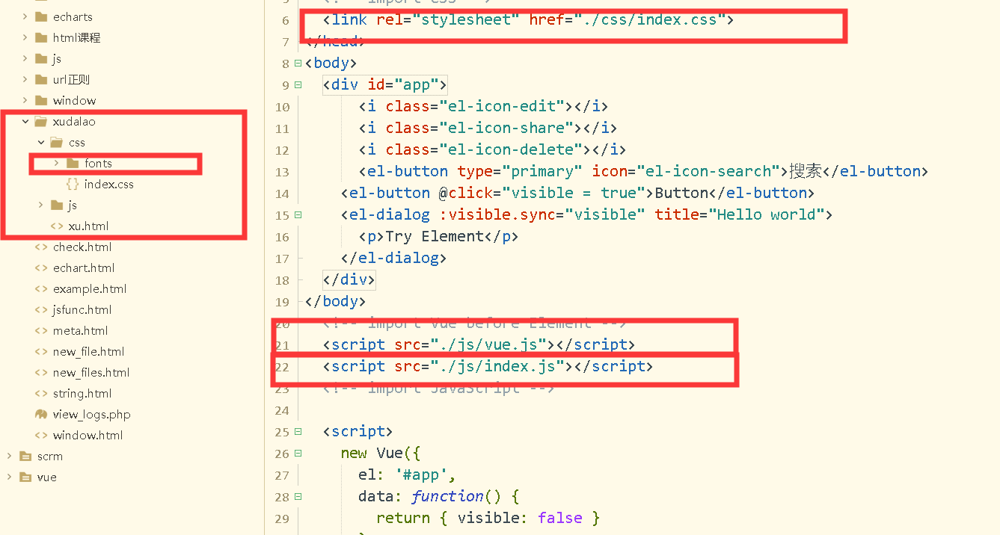 echarts
html课程
js
url正则
window
xudalao
css
fonts
index.css
js
xu.html
check.html
echart.html
example.html
jsfunc.html
meta.html
new_file.html
new_files.html
string.html
view_logs.php
window.html
scrm
vue
6 <link rel="stylesheet" href="./css/index.css">
7 </head>
8 <body>
9 <div id="app">
10 <i class="el-icon-edit"></i>
11 <i class="el-icon-share"></i>
12 <i class="el-icon-delete"></i>
13 <el-button type="primary" icon="el-icon-search">搜索</el-button>
14 <el-button @click="visible = true">Button</el-button>
15 <el-dialog :visible.sync="visible" title="Hello world">
16 <p>Try Element</p>
17 </el-dialog>
18 </div>
19 </body>
20 <!-- import Vue before Element -->
21 <script src="./js/vue.js"></script>
22 <script src="./js/index.js"></script>
23 <!-- import JavaScript -->
24
25 <script>
26 new Vue({
27 el: '#app',
28 data: function() {
29 return { visible: false }